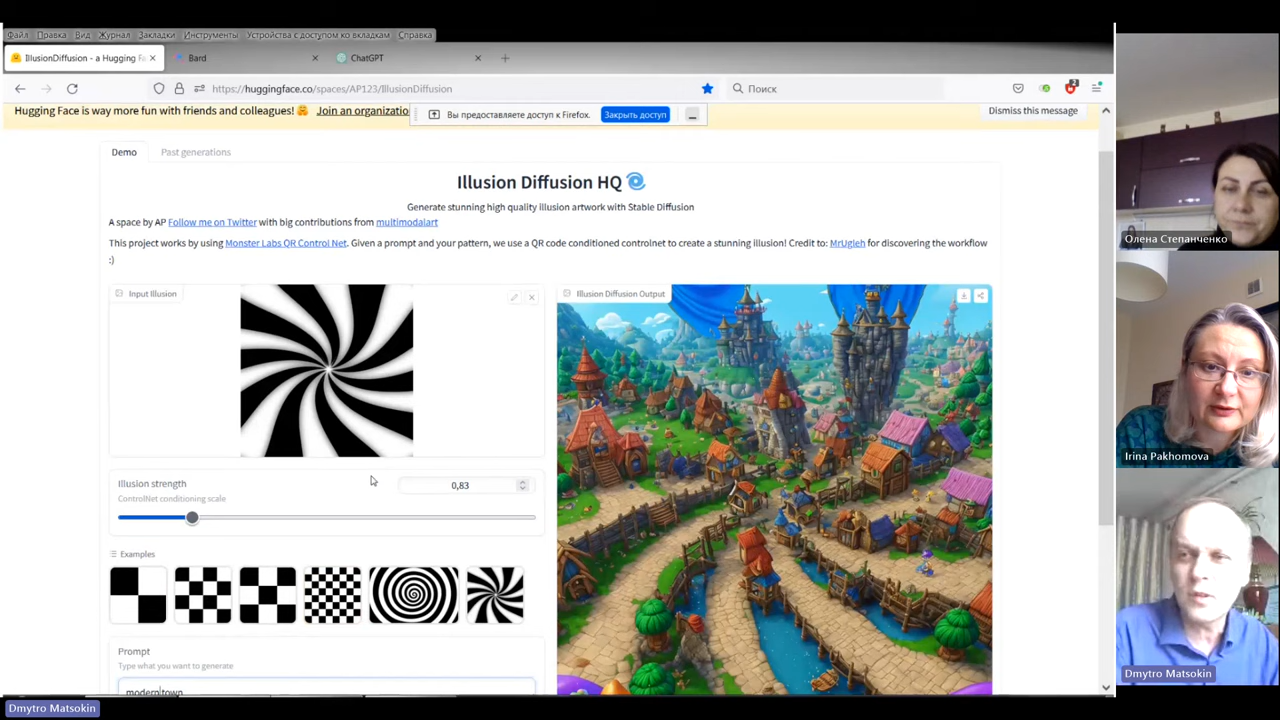 Файл Правка Вид Журнал Закладки Инструменты Устройства с доступом ко вкладкам Справка
IllusionDiffusion - a Hugging Fa Bard ChatGPT
https://huggingface.co/spaces/AP123/IllusionDiffusion Поиск 2
Hugging Face is way more fun with friends and colleagues! Join an organizatio Вы предоставляете доступ к Firefox. Закрыть доступ Dismiss this message
Demo Past generations
Illusion Diffusion HQ
Generate stunning high quality illusion artwork with Stable Diffusion
A space by AP Follow me on Twitter with big contributions from multimodalart
This project works by using Monster Labs QR Control Net. Given a prompt and your pattern, we use a QR code conditioned controlnet to create a stunning illusion! Credit to: MrUgleh for discovering the workflow
:)
Input Illusion Illusion Diffusion Output
Illusion strength 0,83
ControlNet conditioning scale
Examples
Prompt
Type what you want to generate
modern town
Олена Степанченко
Irina Pakhomova
Dmytro Matsokin
Dmytro Matsokin